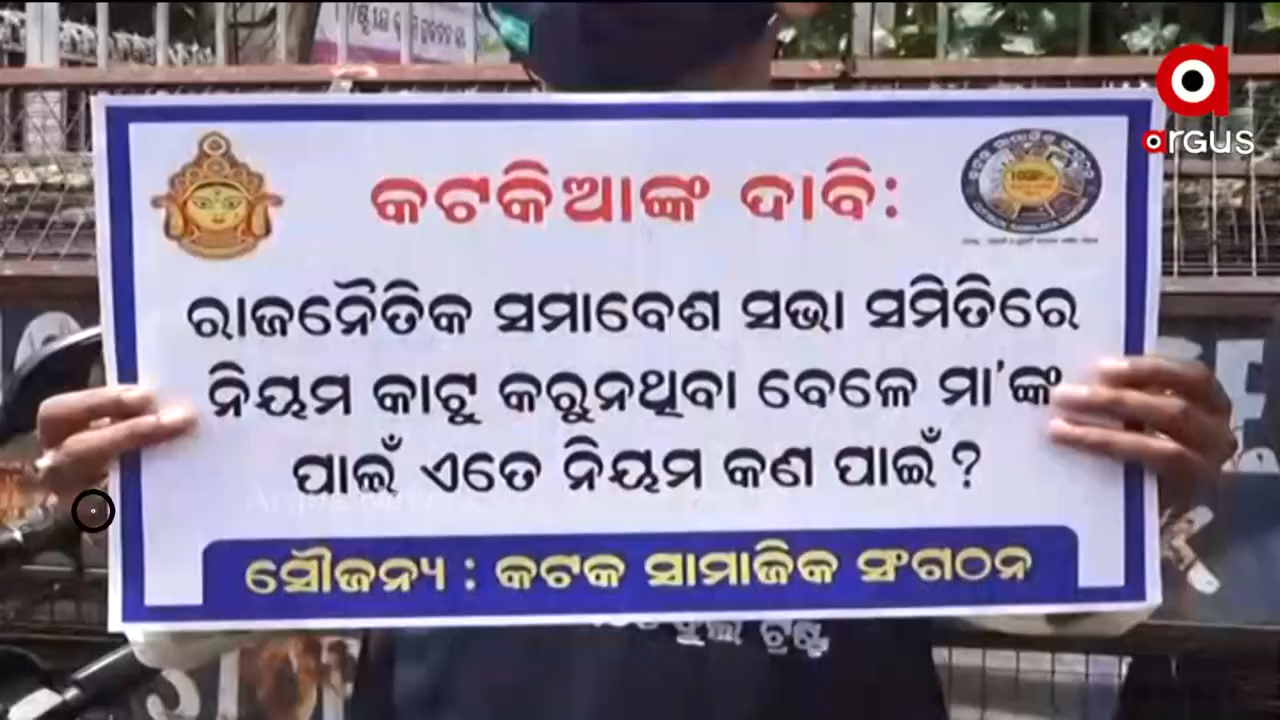 argus
କଟକିଆଙ୍କ ଦାବି:
ରାଜନୈତିକ ସମାବେଶ ସଭା ସମିତିରେ
ନିୟମ କାଟୁ କରୁନଥିବା ବେଳେ ମା'ଙ୍କ
ପାଇଁ ଏତେ ନିୟମ କଣ ପାଇଁ ?
ସୌଜନ୍ୟ : କଟକ ସାମାଜିକ ସଂଗଠନ